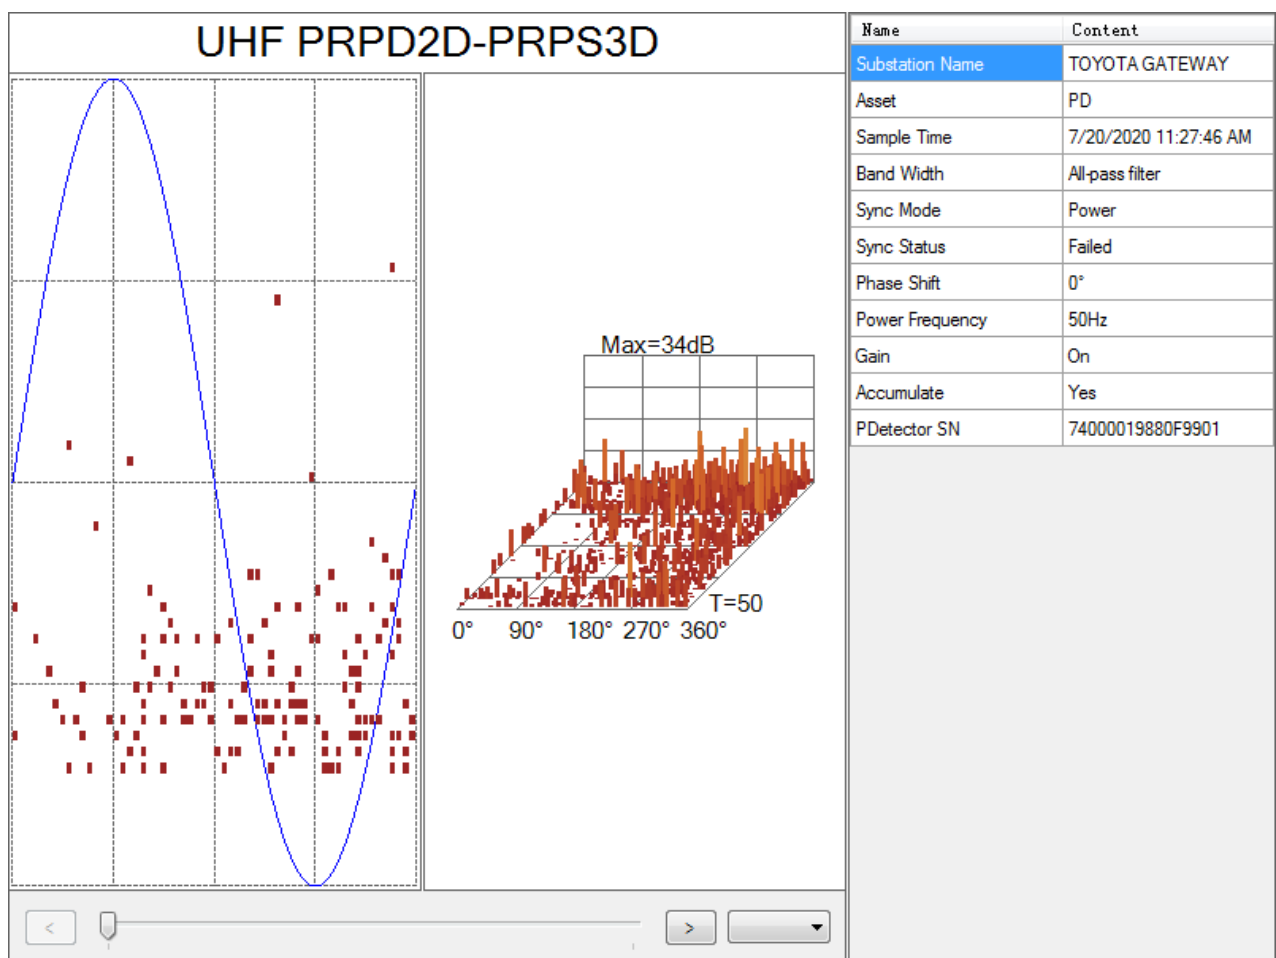 UHF PRPD2D-PRPS3D
Max=34dB
T=50
0° 90° 180° 270° 360°
< >
Name Content
Substation Name TOYOTA GATEWAY
Asset PD
Sample Time 7/20/2020 11:27:46 AM
Band Width All-pass filter
Sync Mode Power
Sync Status Failed
Phase Shift 0°
Power Frequency 50Hz
Gain On
Accumulate Yes
PDetector SN 74000019880F9901